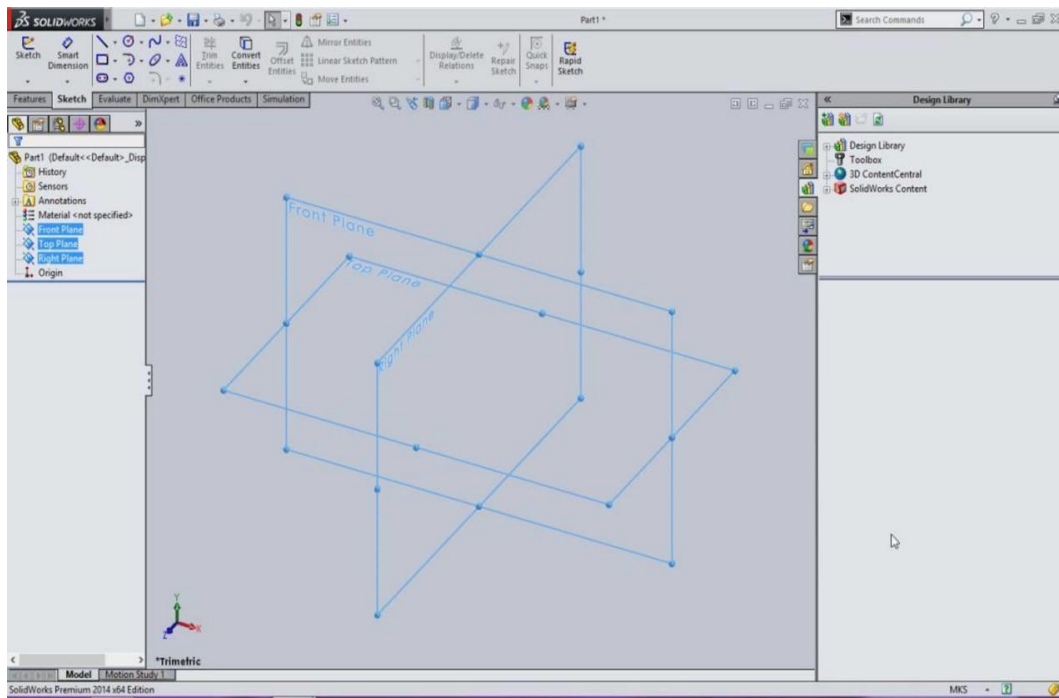 SOLIDWORKS
Part1 *
Search Commands
Sketch
Smart Dimension
Trim Entities
Convert Entities
Offset Entities
Mirror Entities
Linear Sketch Pattern
Move Entities
Display/Delete Relations
Repair Sketch
Quick Snaps
Rapid Sketch
Features
Sketch
Evaluate
DimXpert
Office Products
Simulation
Design Library
Part1 (Default<<Default>_Disp
History
Sensors
Annotations
Material <not specified>
Front Plane
Top Plane
Right Plane
Origin
Front Plane
Top Plane
Right Plane
Design Library
Toolbox
3D ContentCentral
SolidWorks Content
Y
X
Z
*Trimetric
Model
Motion Study 1
SolidWorks Premium 2014 x64 Edition
MKS